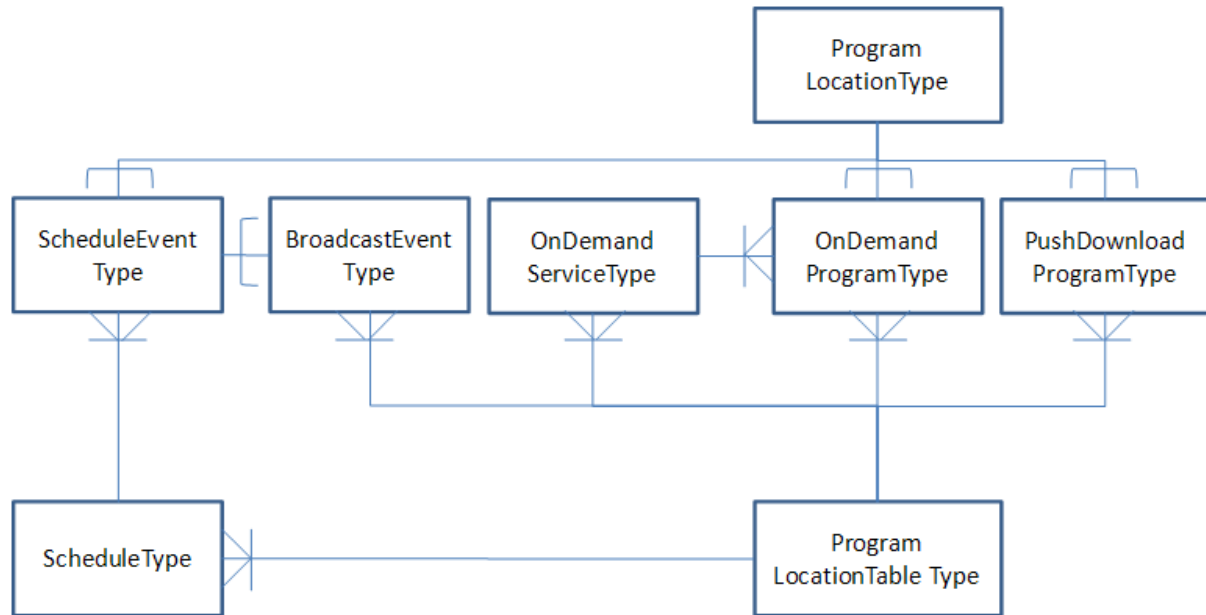 Program
LocationType
ScheduleEvent
Type
BroadcastEvent
Type
OnDemand
ServiceType
OnDemand
ProgramType
PushDownload
ProgramType
ScheduleType
Program
LocationTable Type